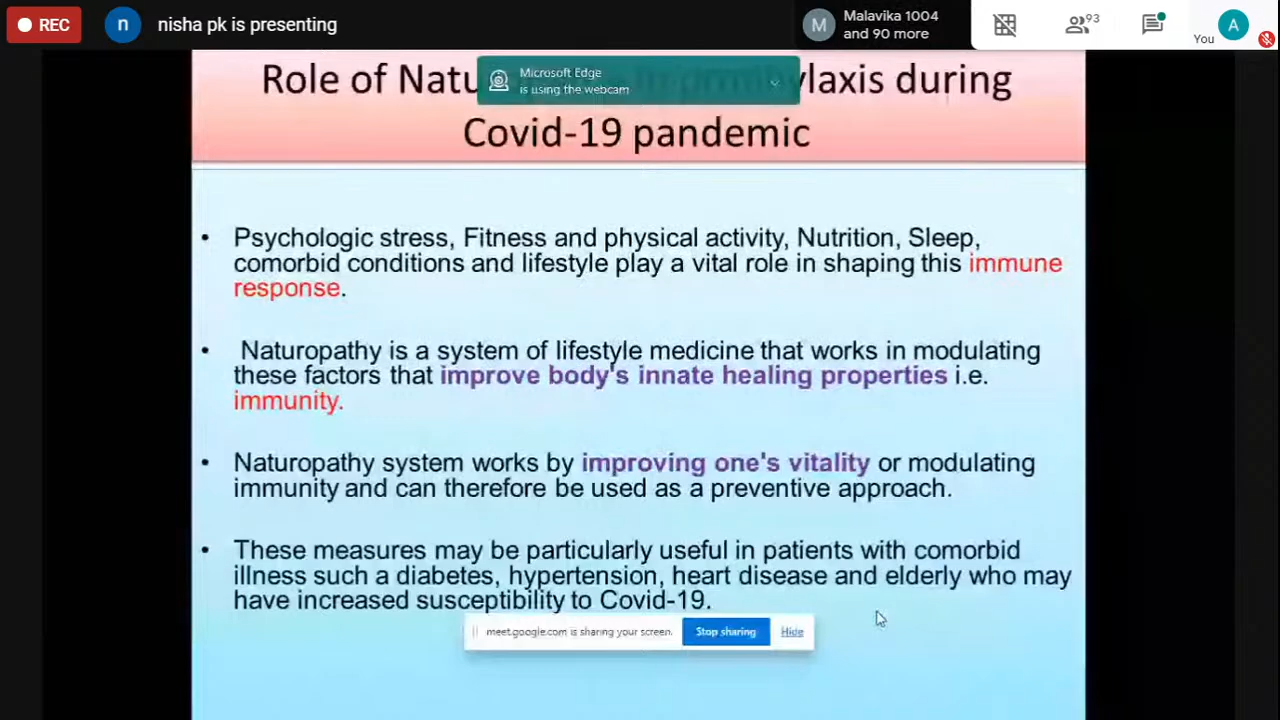 REC
n
nisha pk is presenting
M
Malavika 1004
and 90 more
93
You
A
Role of Natu
ylaxis during
Microsoft Edge
is using the webcam
Covid-19 pandemic
• Psychologic stress, Fitness and physical activity, Nutrition, Sleep,
comorbid conditions and lifestyle play a vital role in shaping this immune
response.
• Naturopathy is a system of lifestyle medicine that works in modulating
these factors that improve body's innate healing properties i.e.
immunity.
• Naturopathy system works by improving one's vitality or modulating
immunity and can therefore be used as a preventive approach.
• These measures may be particularly useful in patients with comorbid
illness such a diabetes, hypertension, heart disease and elderly who may
have increased susceptibility to Covid-19.
meet.google.com is sharing your screen.
Stop sharing
Hide